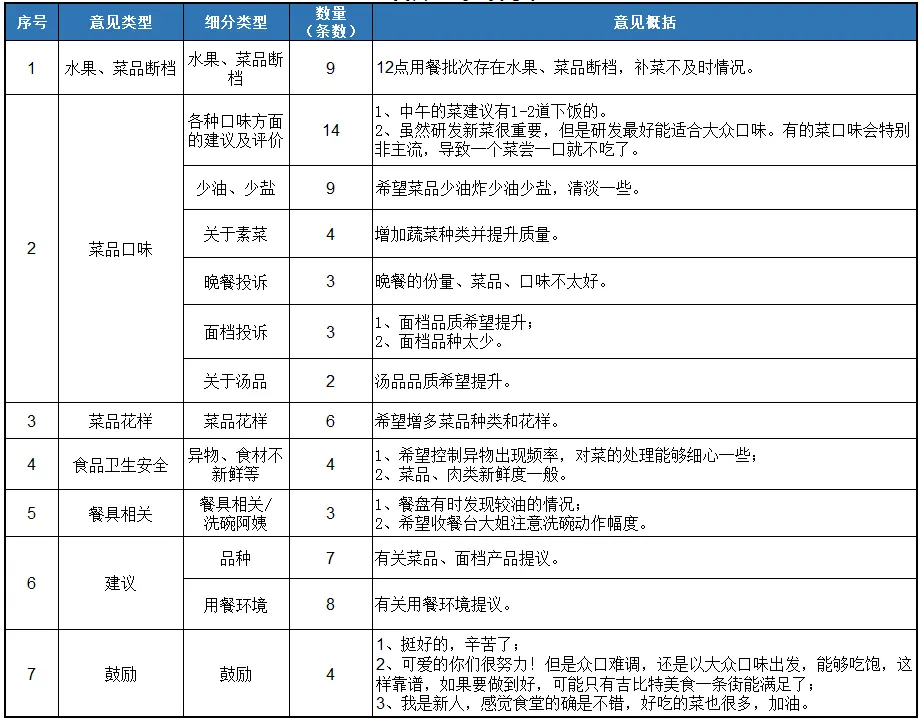 序号 意见类型 细分类型 数量（条数） 意见概括
1 水果、菜品断档 水果、菜品断档 9 12点用餐批次存在水果、菜品断档，补菜不及时情况。
2 菜品口味
各种口味方面的建议及评价 14
1、中午的菜建议有1-2道下饭的。
2、虽然研发新菜很重要，但是研发最好能适合大众口味。有的菜口味会特别
非主流，导致一个菜尝一口就不吃了。
少油、少盐 9 希望菜品少油炸少油少盐，清淡一些。
关于素菜 4 增加蔬菜种类并提升质量。
晚餐投诉 3 晚餐的份量、菜品、口味不太好。
面档投诉 3
1、面档品质希望提升；
2、面档品种太少。
关于汤品 2 汤品品质希望提升。
3 菜品花样 菜品花样 6 希望增多菜品种类和花样。
4 食品卫生安全 异物、食材不新鲜等 4
1、希望控制异物出现频率，对菜的处理能够细心一些；
2、菜品、肉类新鲜度一般。
5 餐具相关 餐具相关/洗碗阿姨 3
1、餐盘有时发现较油的情况；
2、希望收餐台大姐注意洗碗动作幅度。
6 建议
品种 7 有关菜品、面档产品提议。
用餐环境 8 有关用餐环境提议。
7 鼓励 鼓励 4
1、挺好的，辛苦了；
2、可爱的你们很努力！但是众口难调，还是以大众口味出发，能够吃饱，这
样靠谱，如果要做到好，可能只有吉比特美食一条街能满足了；
3、我是新人，感觉食堂的确是不错，好吃的菜也很多，加油。